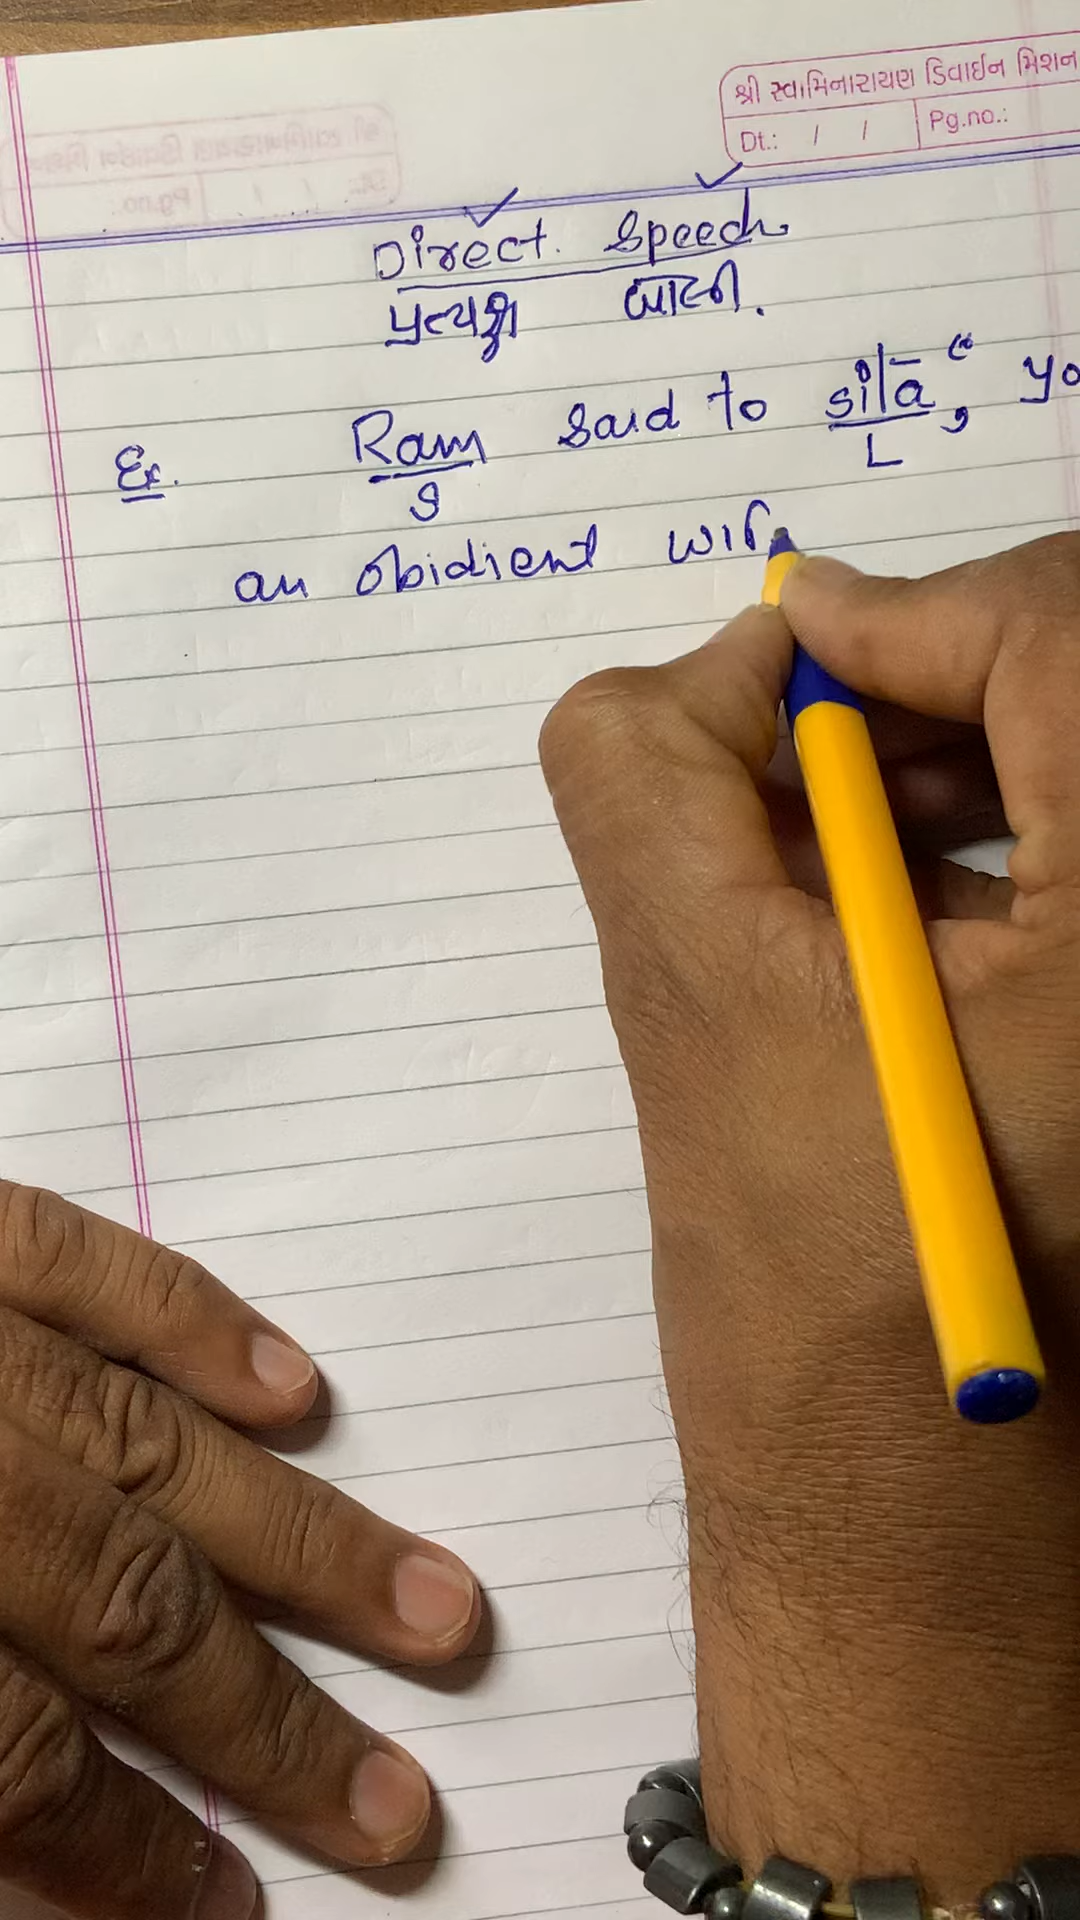 શ્રી સ્વામિનારાયણ ડિવાઈન મિશન
Dt.: / / Pg.no.:
Direct Speech
પ્રત્યક્ષ
Ex. Ram said to sita, "yo
S L
an obidient wif